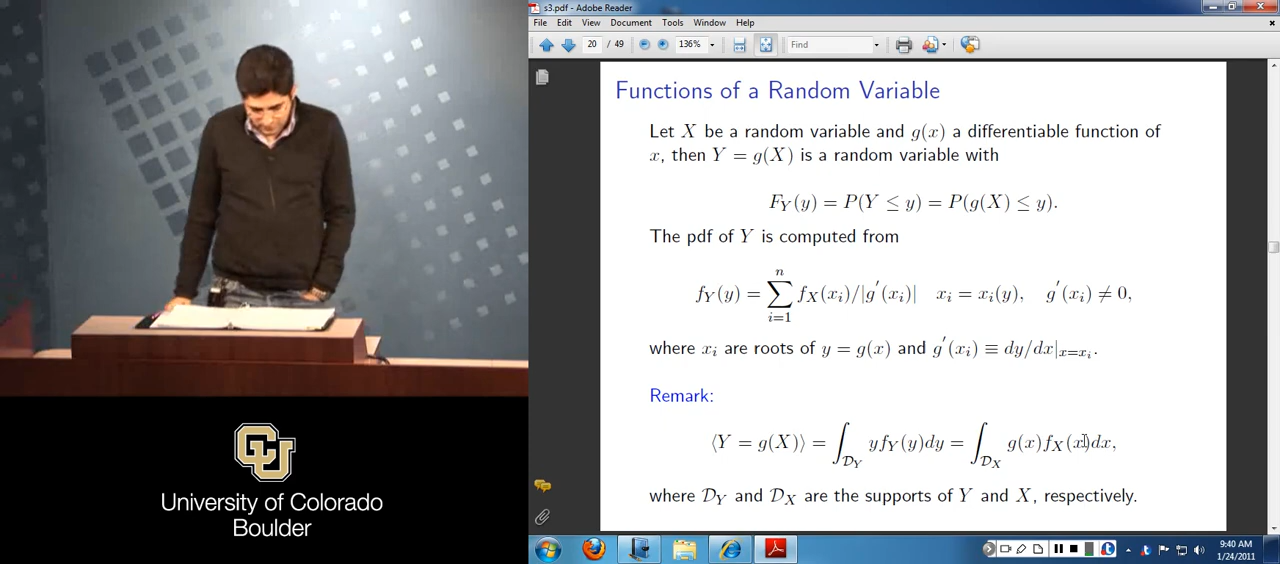 s3.pdf - Adobe Reader
File Edit View Document Tools Window Help
20 / 49 136% Find
Functions of a Random Variable
Let X be a random variable and g(x) a differentiable function of
x, then Y = g(X) is a random variable with
F_Y(y) = P(Y ≤ y) = P(g(X) ≤ y).
The pdf of Y is computed from
f_Y(y) = ∑_{i=1}^{n} f_X(x_i)/|g′(x_i)| x_i = x_i(y), g′(x_i) ≠ 0,
where x_i are roots of y = g(x) and g′(x_i) ≡ dy/dx|_{x=x_i}.
Remark:
⟨Y = g(X)⟩ = ∫_{𝒟_Y} y f_Y(y)dy = ∫_{𝒟_X} g(x)f_X(x)dx,
where 𝒟_Y and 𝒟_X are the supports of Y and X, respectively.
CU
University of Colorado
Boulder
9:40 AM
1/24/2011